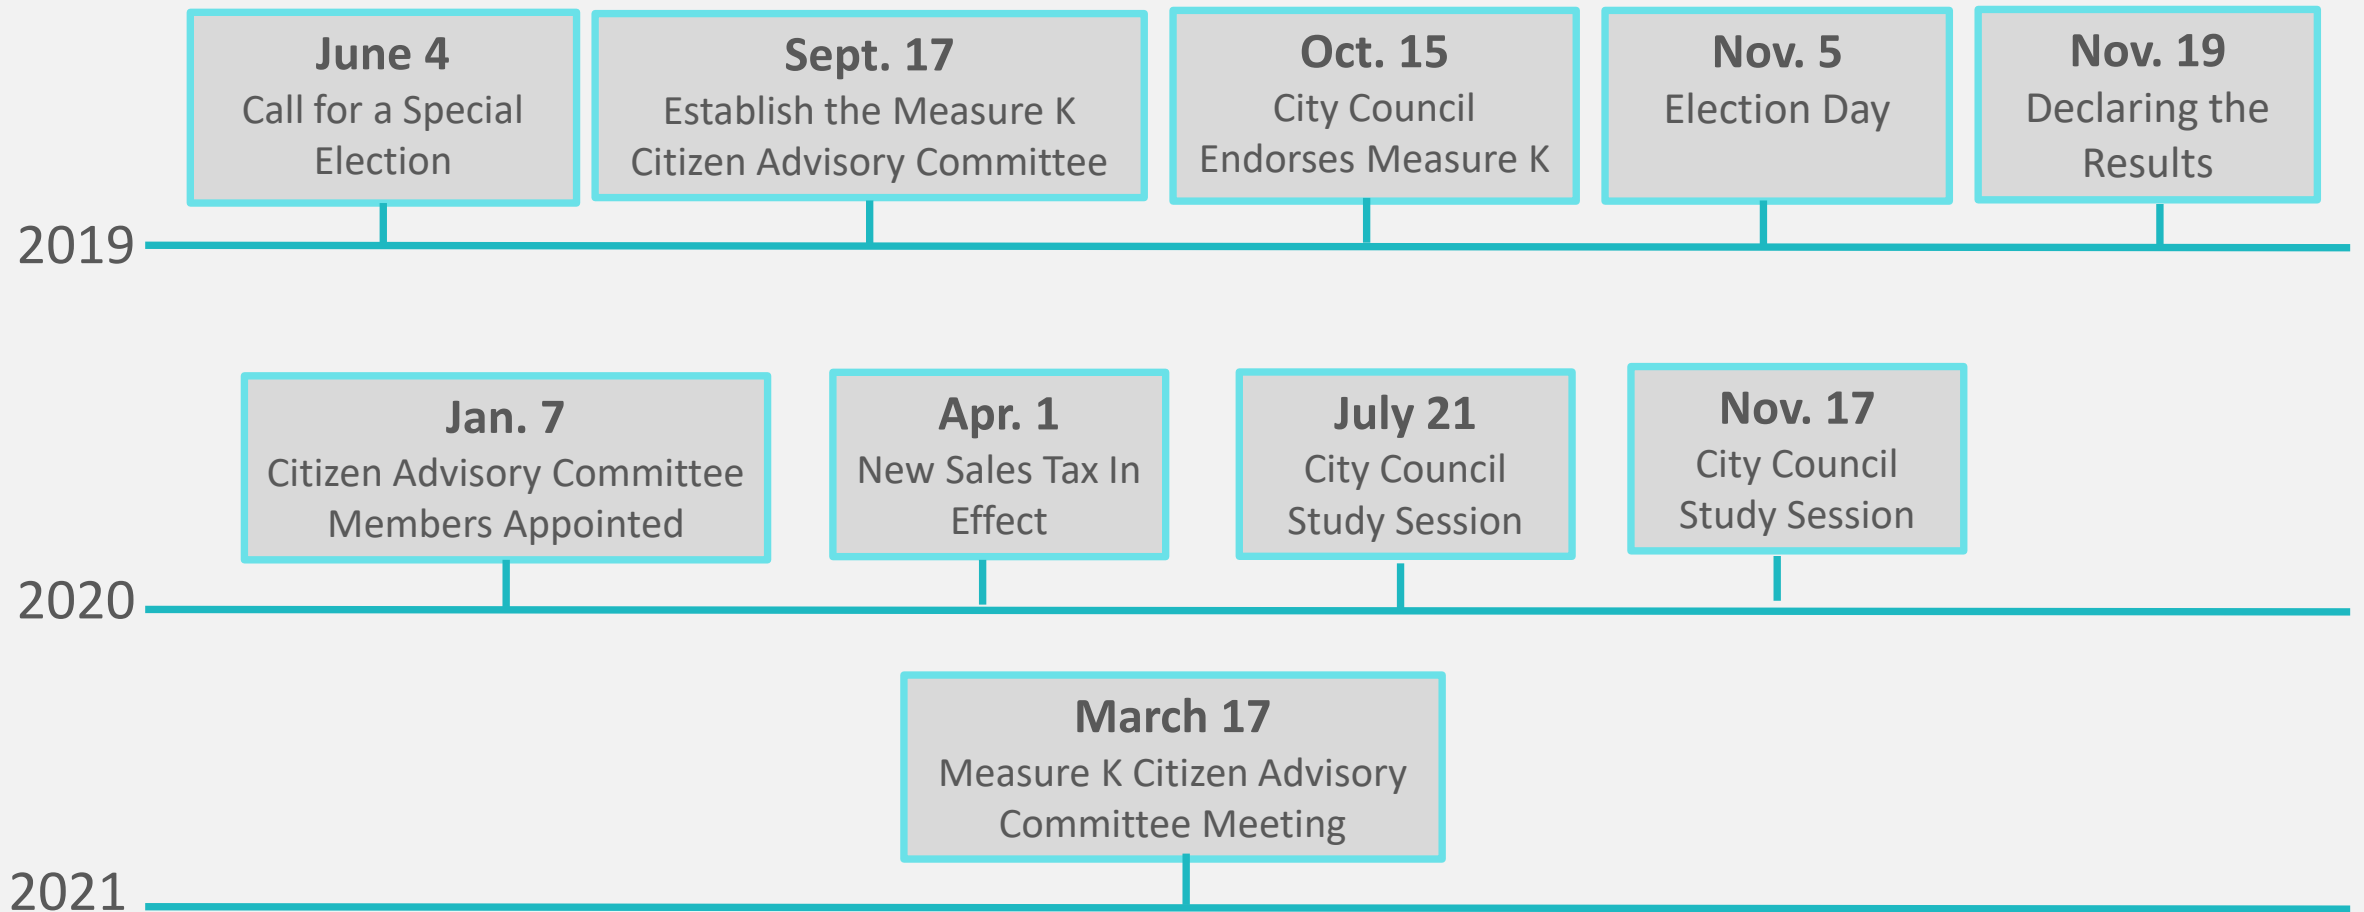 June 4
Call for a Special
Election
Sept. 17
Establish the Measure K
Citizen Advisory Committee
Oct. 15
City Council
Endorses Measure K
Nov. 5
Election Day
Nov. 19
Declaring the
Results
2019
Jan. 7
Citizen Advisory Committee
Members Appointed
Apr. 1
New Sales Tax In
Effect
July 21
City Council
Study Session
Nov. 17
City Council
Study Session
2020
March 17
Measure K Citizen Advisory
Committee Meeting
2021